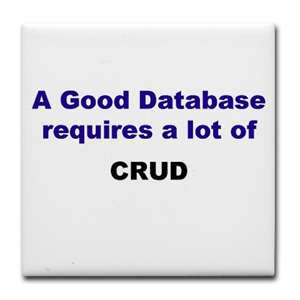 A Good Database
requires a lot of
CRUD